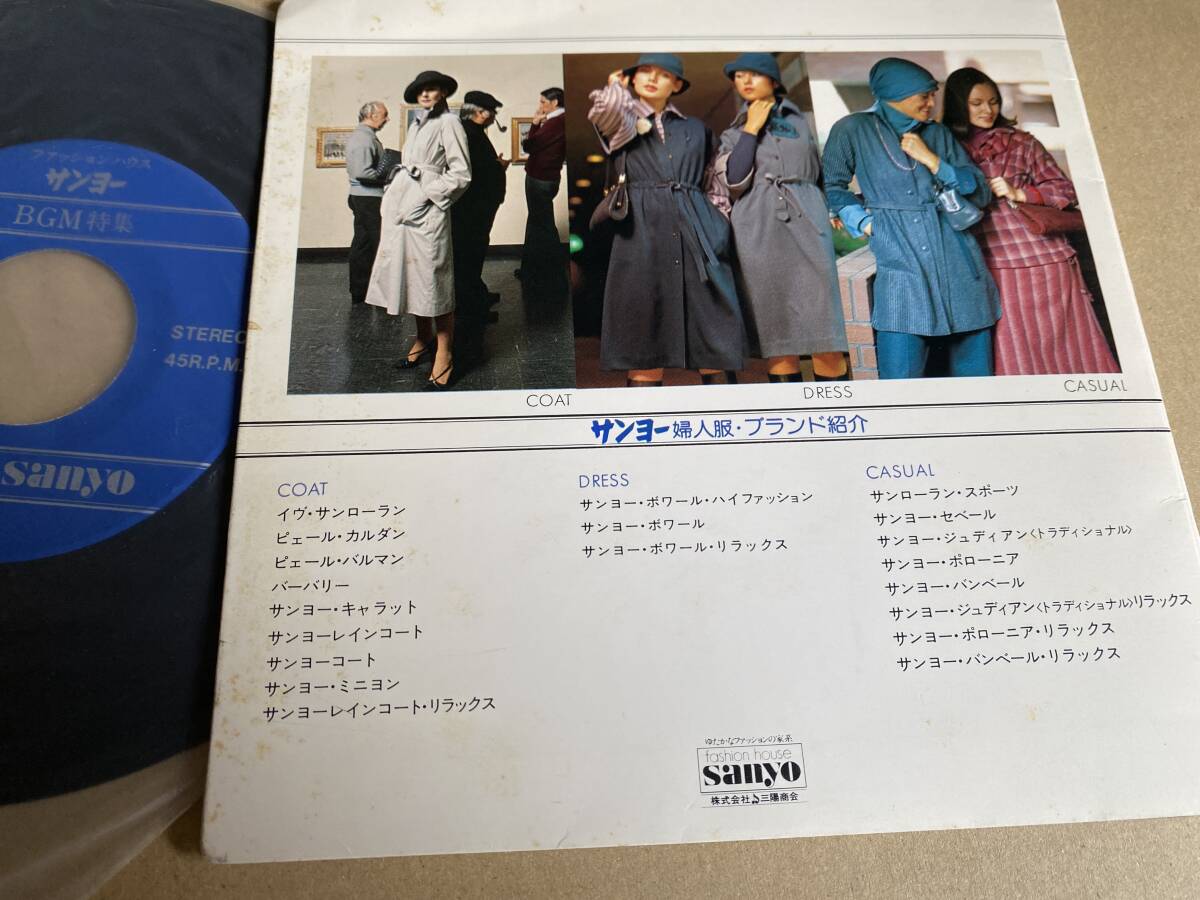 ファッションハウス
サンヨー
BGM特集
STEREO
45R.P.M.
sanyo
COAT
DRESS
CASUAL
サンヨー婦人服・ブランド紹介
COAT
イヴ・サンローラン
ピェール・カルダン
ピェール・バルマン
バーバリー
サンヨー・キャラット
サンヨーレインコート
サンヨーコート
サンヨー・ミニヨン
サンヨーレインコート・リラックス
DRESS
サンヨー・ボワール・ハイファッション
サンヨー・ボワール
サンヨー・ボワール・リラックス
CASUAL
サンローラン・スポーツ
サンヨー・セベール
サンヨー・ジュディアン〈トラディショナル〉
サンヨー・ポローニア
サンヨー・バンベール
サンヨー・ジュディアン〈トラディショナル〉リラックス
サンヨー・ポローニア・リラックス
サンヨー・バンベール・リラックス
ゆたかなファッションの家系
fashion house
sanyo
株式会社三陽商会